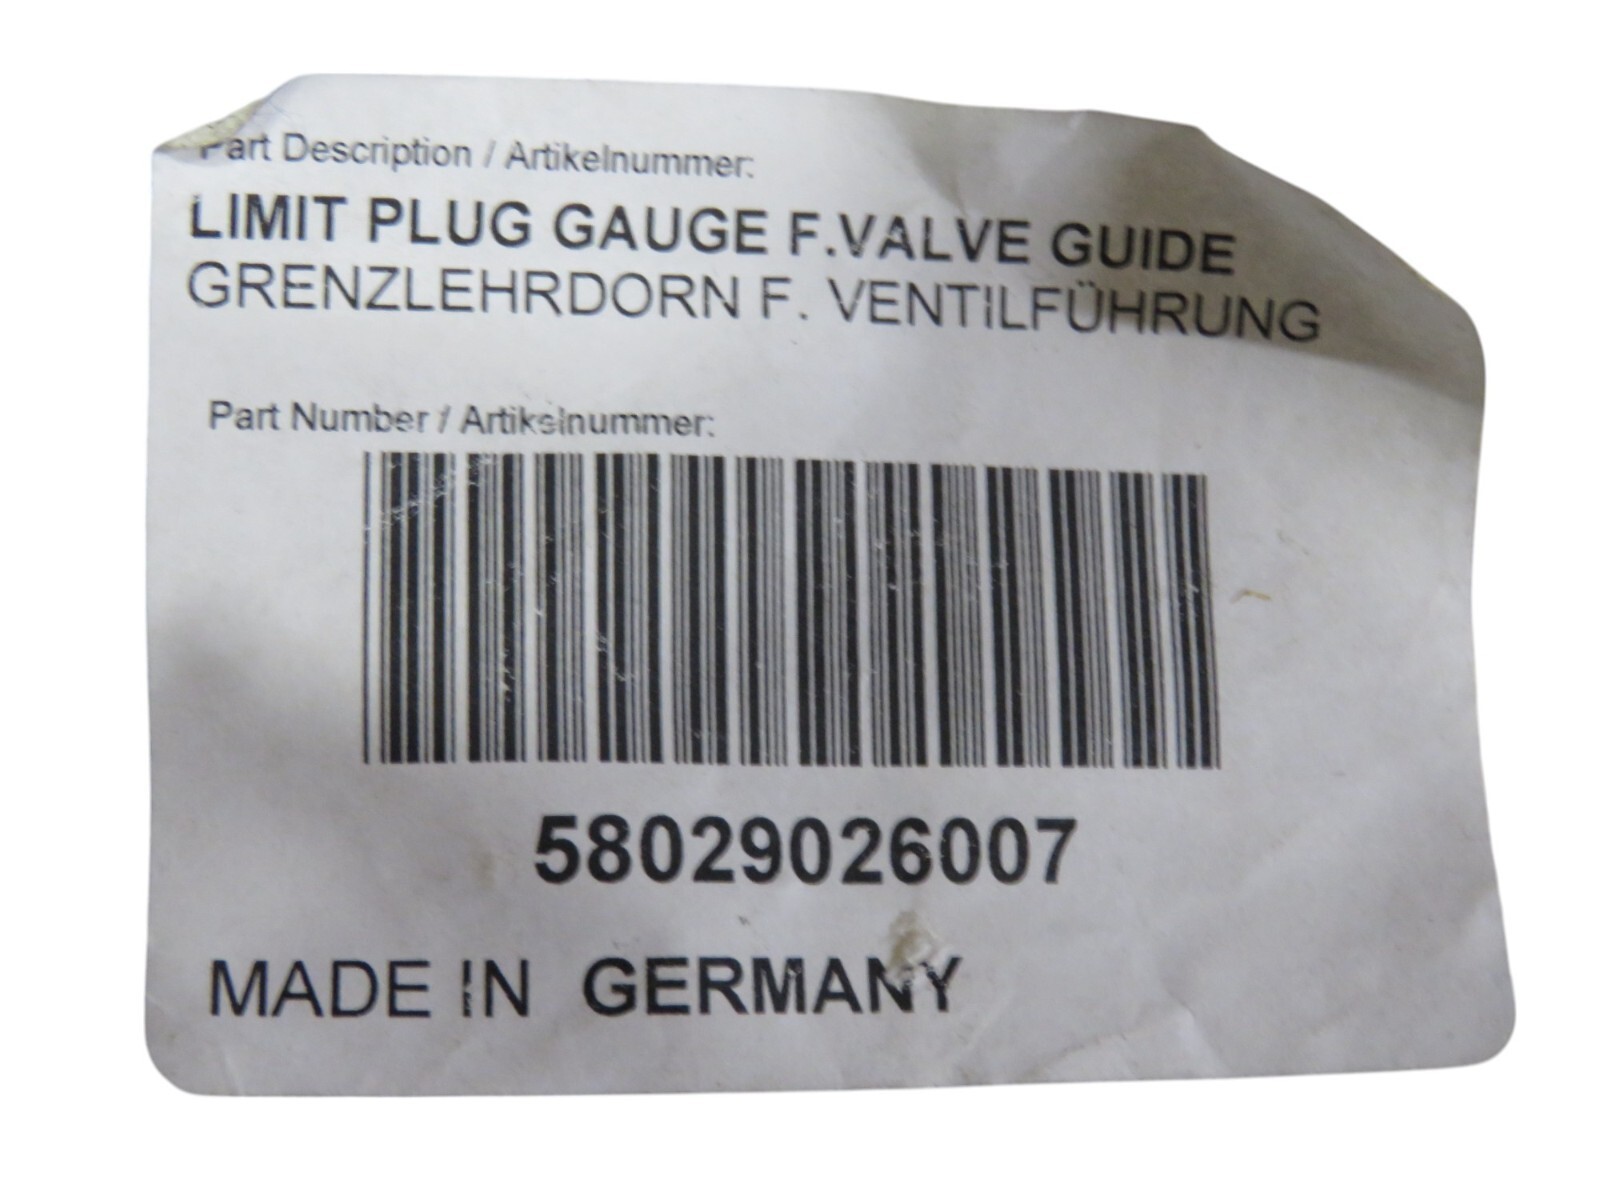 Part Description / Artikelnummer:
LIMIT PLUG GAUGE F.VALVE GUIDE
GRENZLEHRDORN F. VENTILFÜHRUNG
Part Number / Artikelnummer:
58029026007
MADE IN GERMANY